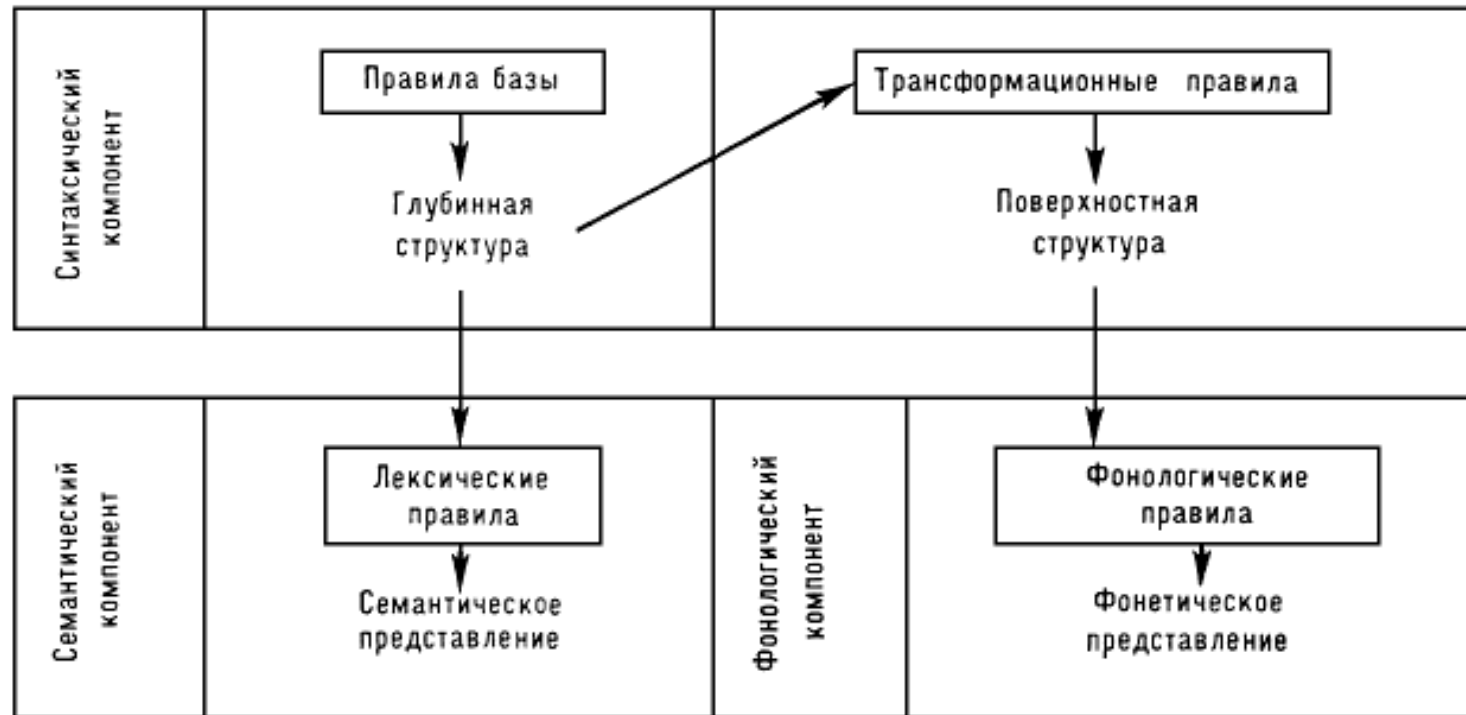 Синтаксический
компонент
Правила базы
Глубинная
структура
Трансформационные правила
Поверхностная
структура
Семантический
компонент
Лексические
правила
Семантическое
представление
Фонологический
компонент
Фонологические
правила
Фонетическое
представление